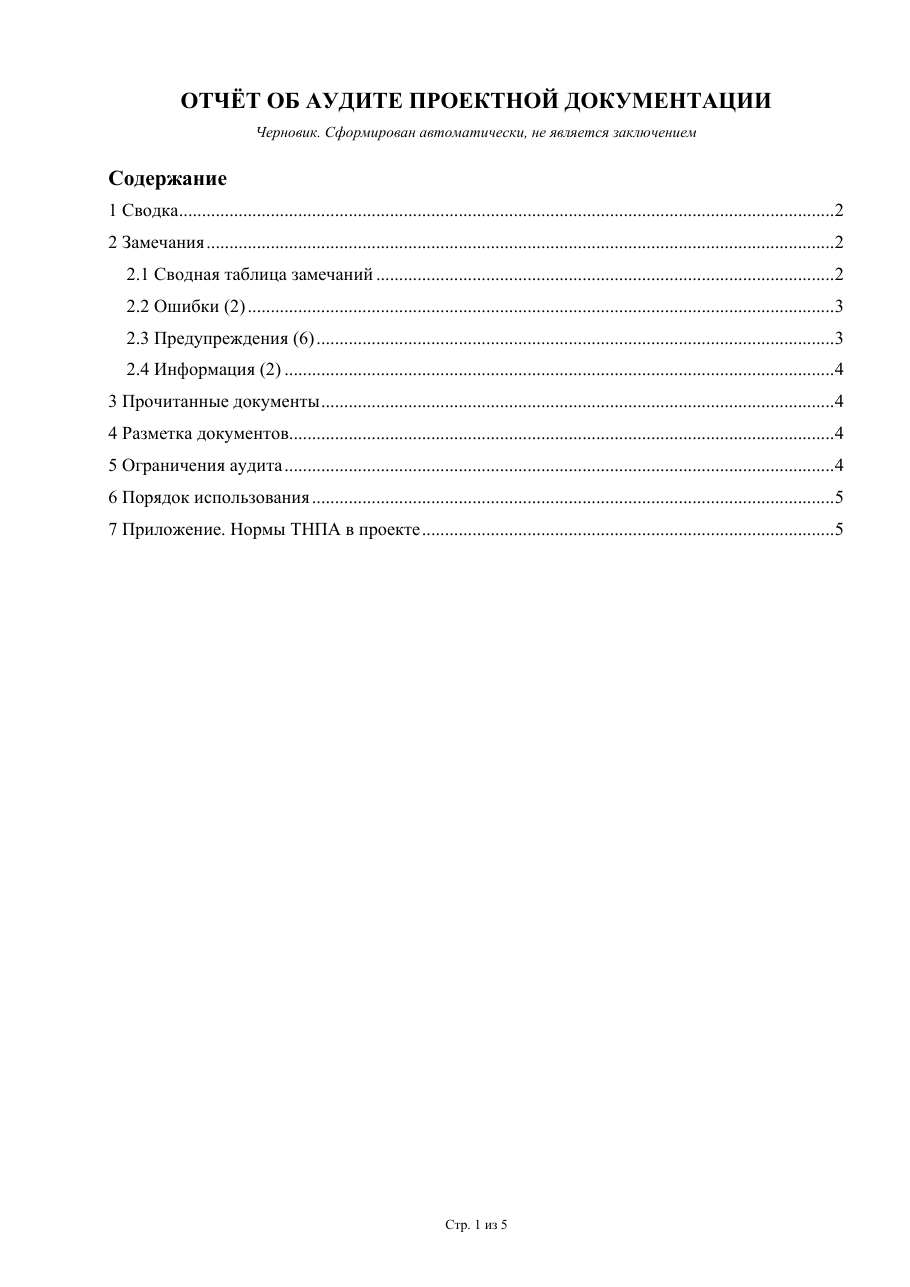 ОТЧЁТ ОБ АУДИТЕ ПРОЕКТНОЙ ДОКУМЕНТАЦИИ
Черновик. Сформирован автоматически, не является заключением
Содержание
1 Сводка....2
2 Замечания....2
2.1 Сводная таблица замечаний....2
2.2 Ошибки (2)....3
2.3 Предупреждения (6)....3
2.4 Информация (2)....4
3 Прочитанные документы....4
4 Разметка документов....4
5 Ограничения аудита....4
6 Порядок использования....5
7 Приложение. Нормы ТНПА в проекте....5
Стр. 1 из 5